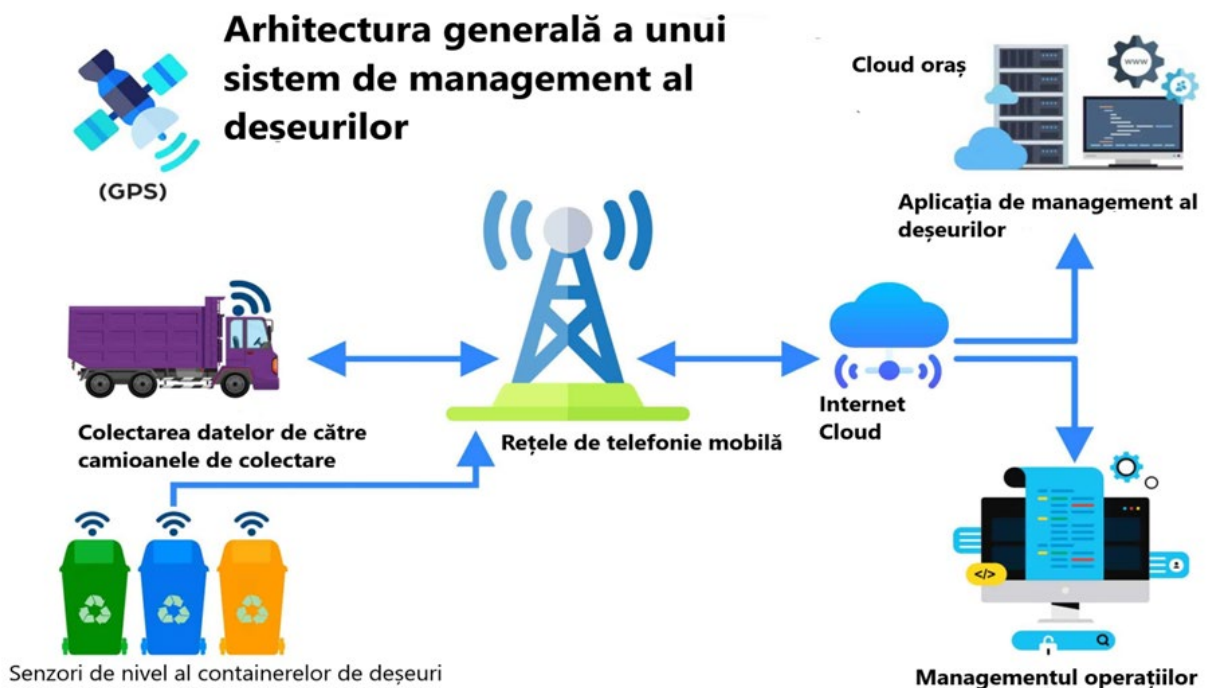 Arhitectura generală a unui
sistem de management al
deșeurilor
(GPS)
Cloud oraș
www
Aplicația de management al
deșeurilor
Colectarea datelor de către
camioanele de colectare
Rețele de telefonie mobilă
Internet
Cloud
</>
Senzori de nivel al containerelor de deșeuri
Managementul operațiilor